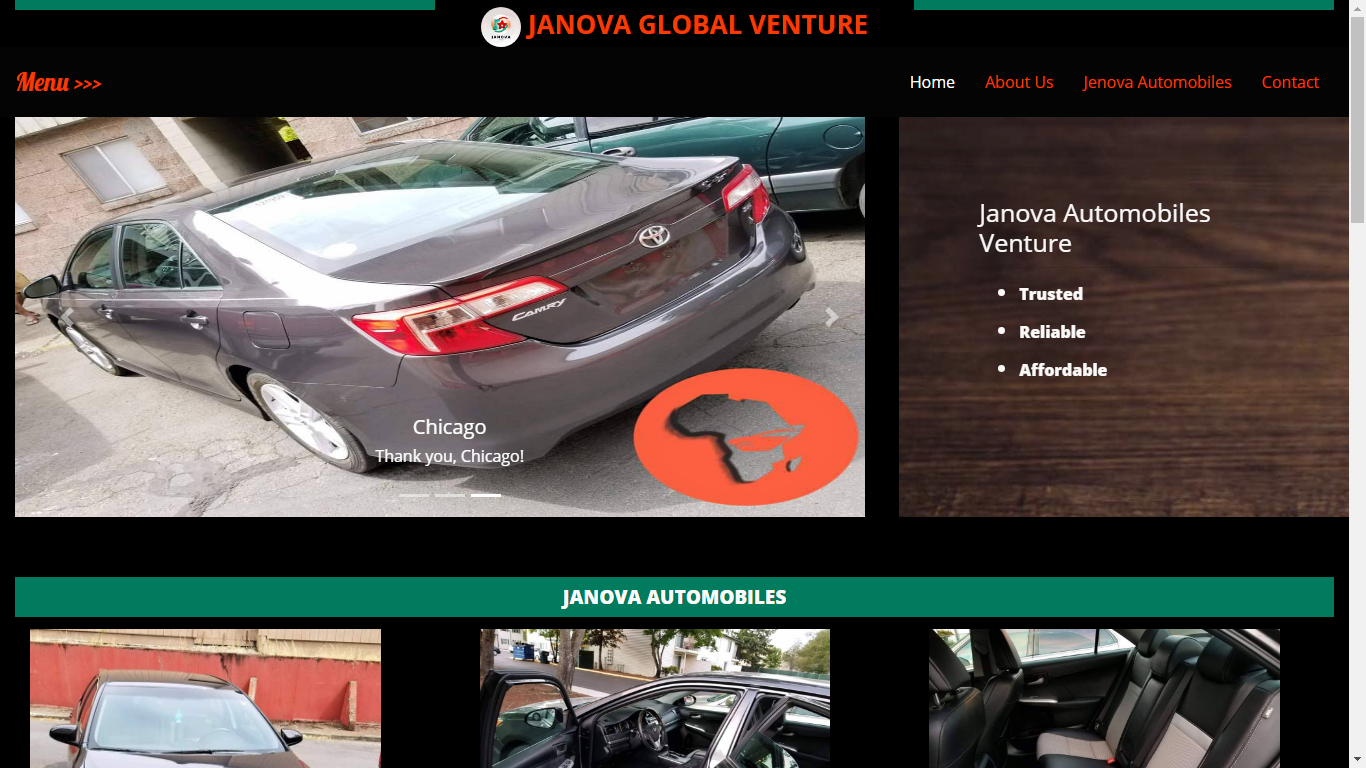 JANOVA
JANOVA GLOBAL VENTURE
Menu >>>
Home
About Us
Jenova Automobiles
Contact
CAMRY
Chicago
Thank you, Chicago!
Janova Automobiles
Venture
Trusted
Reliable
Affordable
JANOVA AUTOMOBILES